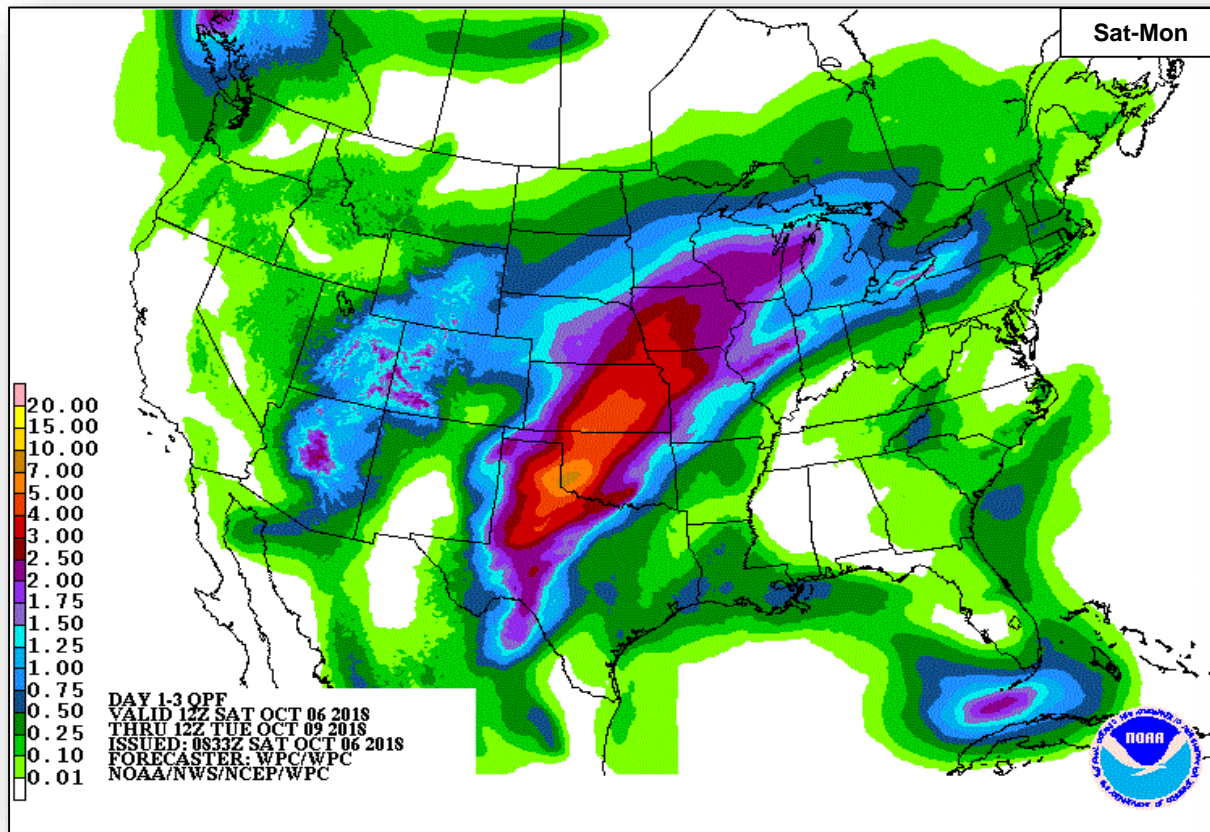 Sat-Mon
20.00
15.00
10.00
7.00
5.00
4.00
3.00
2.50
2.00
1.75
1.50
1.25
1.00
0.75
0.50
0.25
0.10
0.01
DAY 1-3 QPF
VALID 12Z SAT OCT 06 2018
THRU 12Z TUE OCT 09 2018
ISSUED: 0833Z SAT OCT 06 2018
FORECASTER: WPC/WPC
NOAA/NWS/NCEP/WPC
NOAA